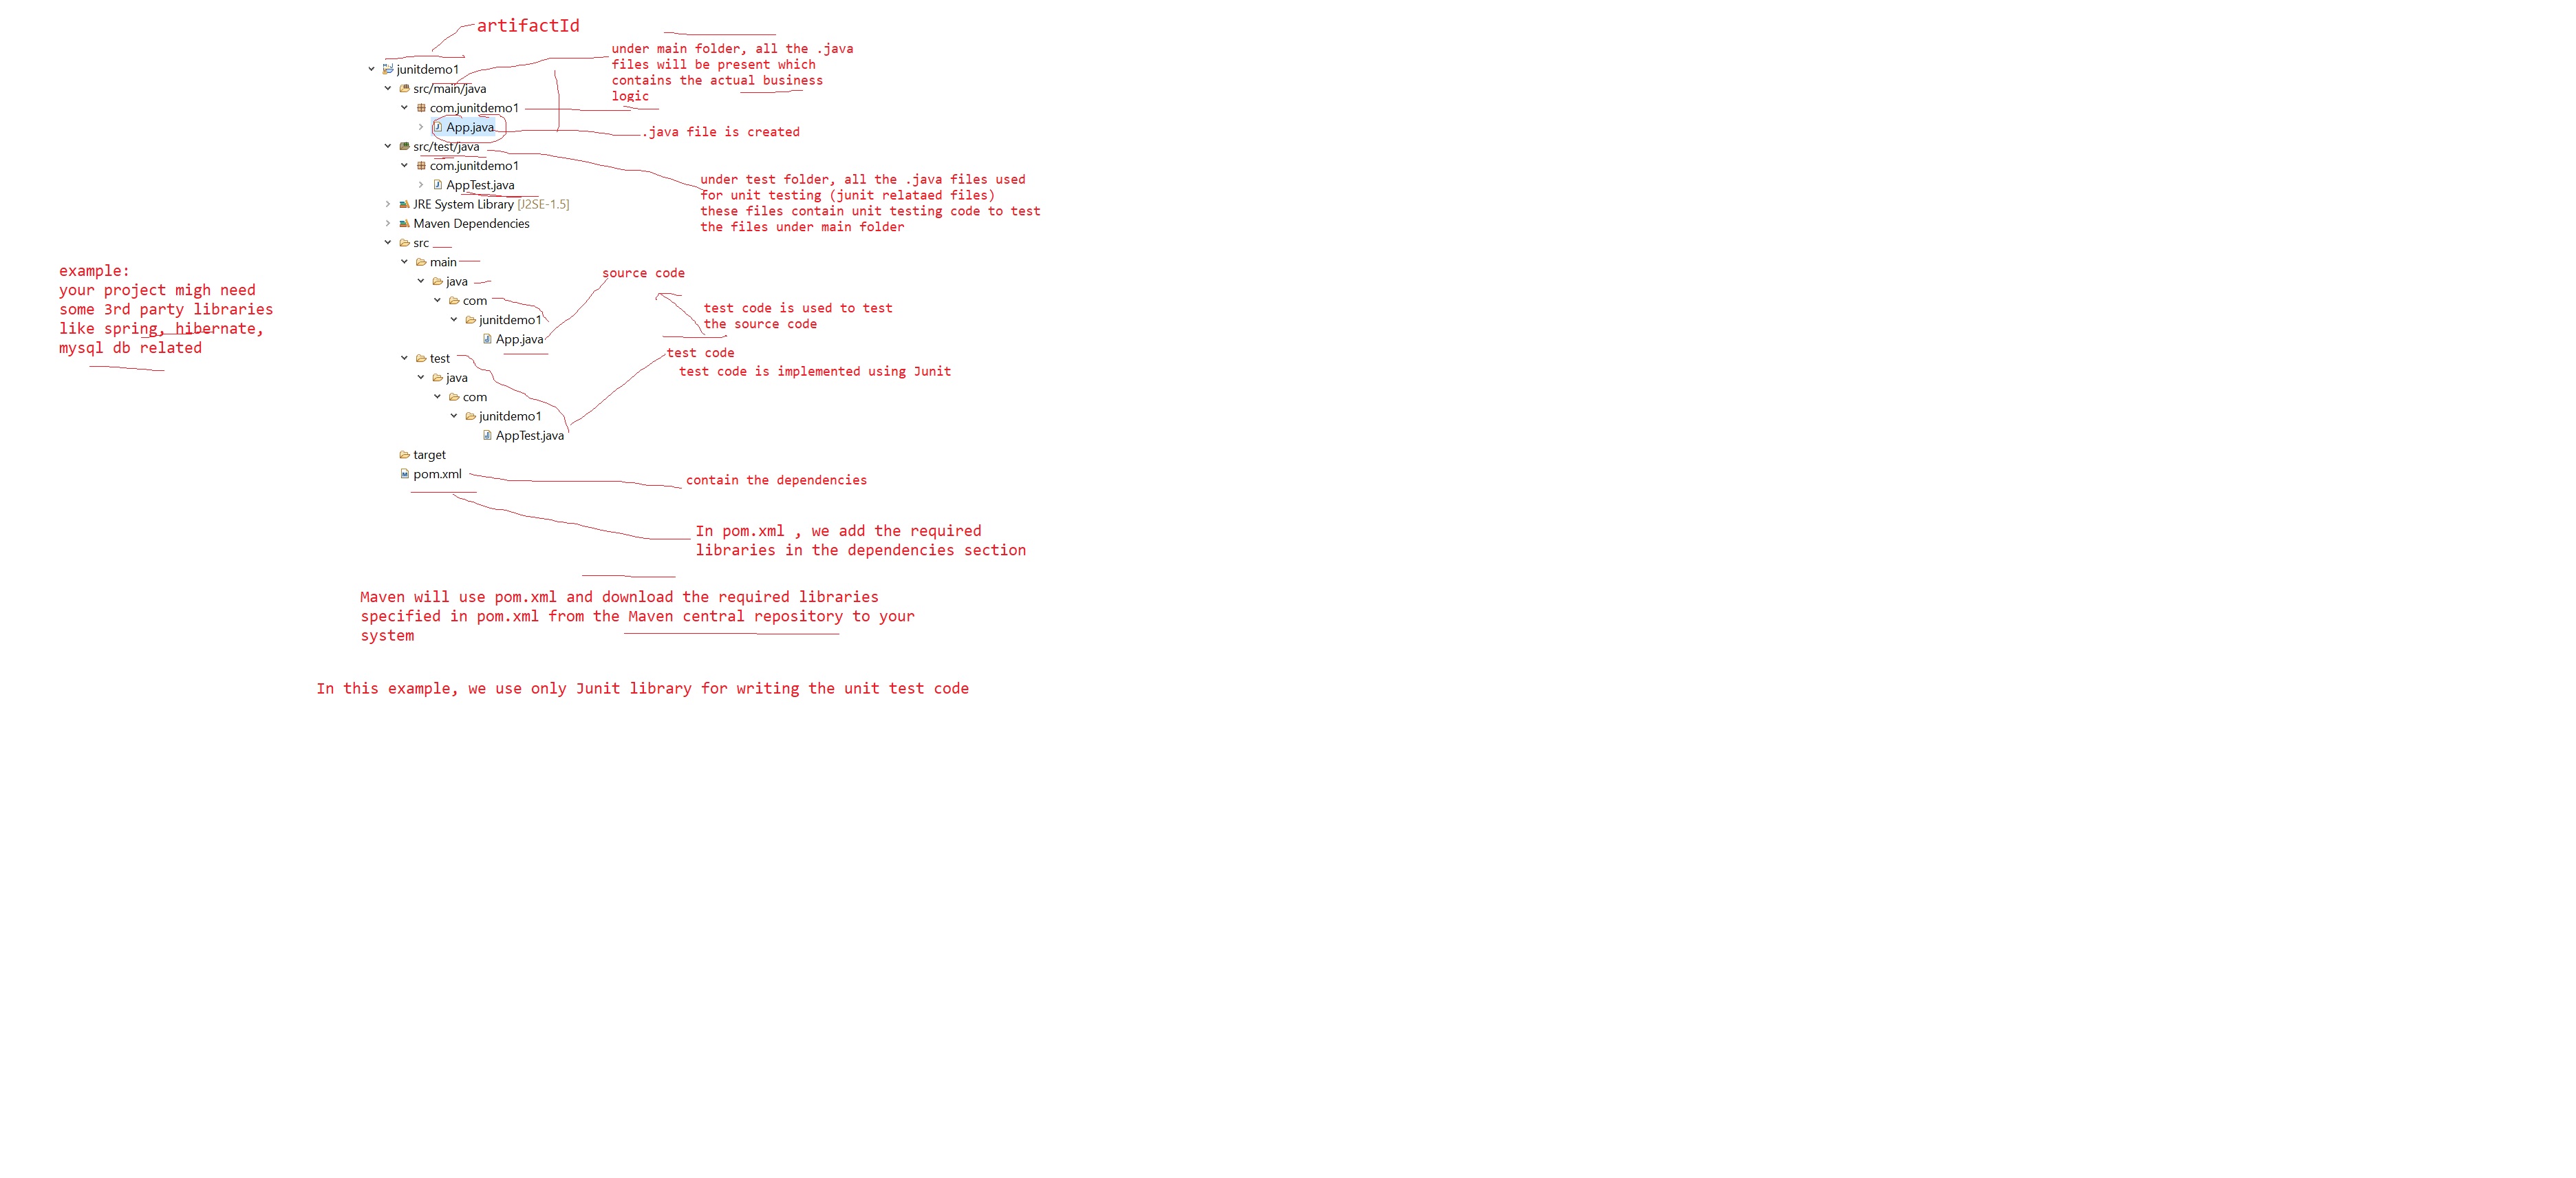 artifactId
under main folder, all the .java
files will be present which
contains the actual business
logic
junitdemo1
src/main/java
com.junitdemo1
App.java
.java file is created
src/test/java
com.junitdemo1
AppTest.java
under test folder, all the .java files used
for unit testing (junit relataed files)
these files contain unit testing code to test
the files under main folder
JRE System Library [J2SE-1.5]
Maven Dependencies
src
main
java
com
junitdemo1
App.java
source code
test code is used to test
the source code
example:
your project migh need
some 3rd party libraries
like spring, hibernate,
mysql db related
test
java
com
junitdemo1
AppTest.java
test code
test code is implemented using Junit
target
pom.xml
contain the dependencies
In pom.xml , we add the required
libraries in the dependencies section
Maven will use pom.xml and download the required libraries
specified in pom.xml from the Maven central repository to your
system
In this example, we use only Junit library for writing the unit test code